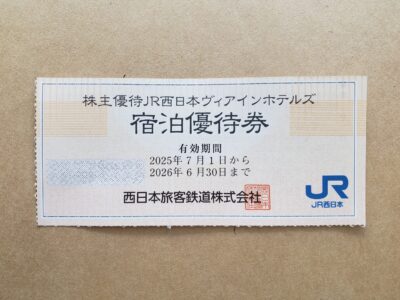 株主優待JR西日本ヴィアインホテルズ
宿泊優待券
有効期間
2025年7月1日から
2026年6月30日まで
西日本旅客鉄道株式会社
JR
JR西日本